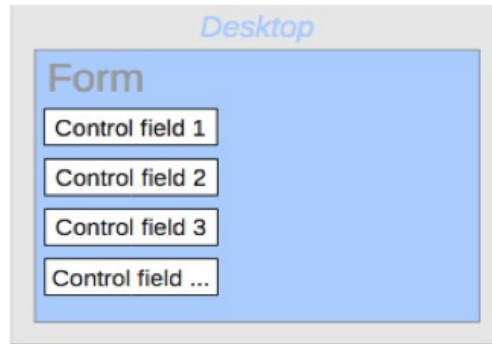 Desktop
Form
Control field 1
Control field 2
Control field 3
Control field ...